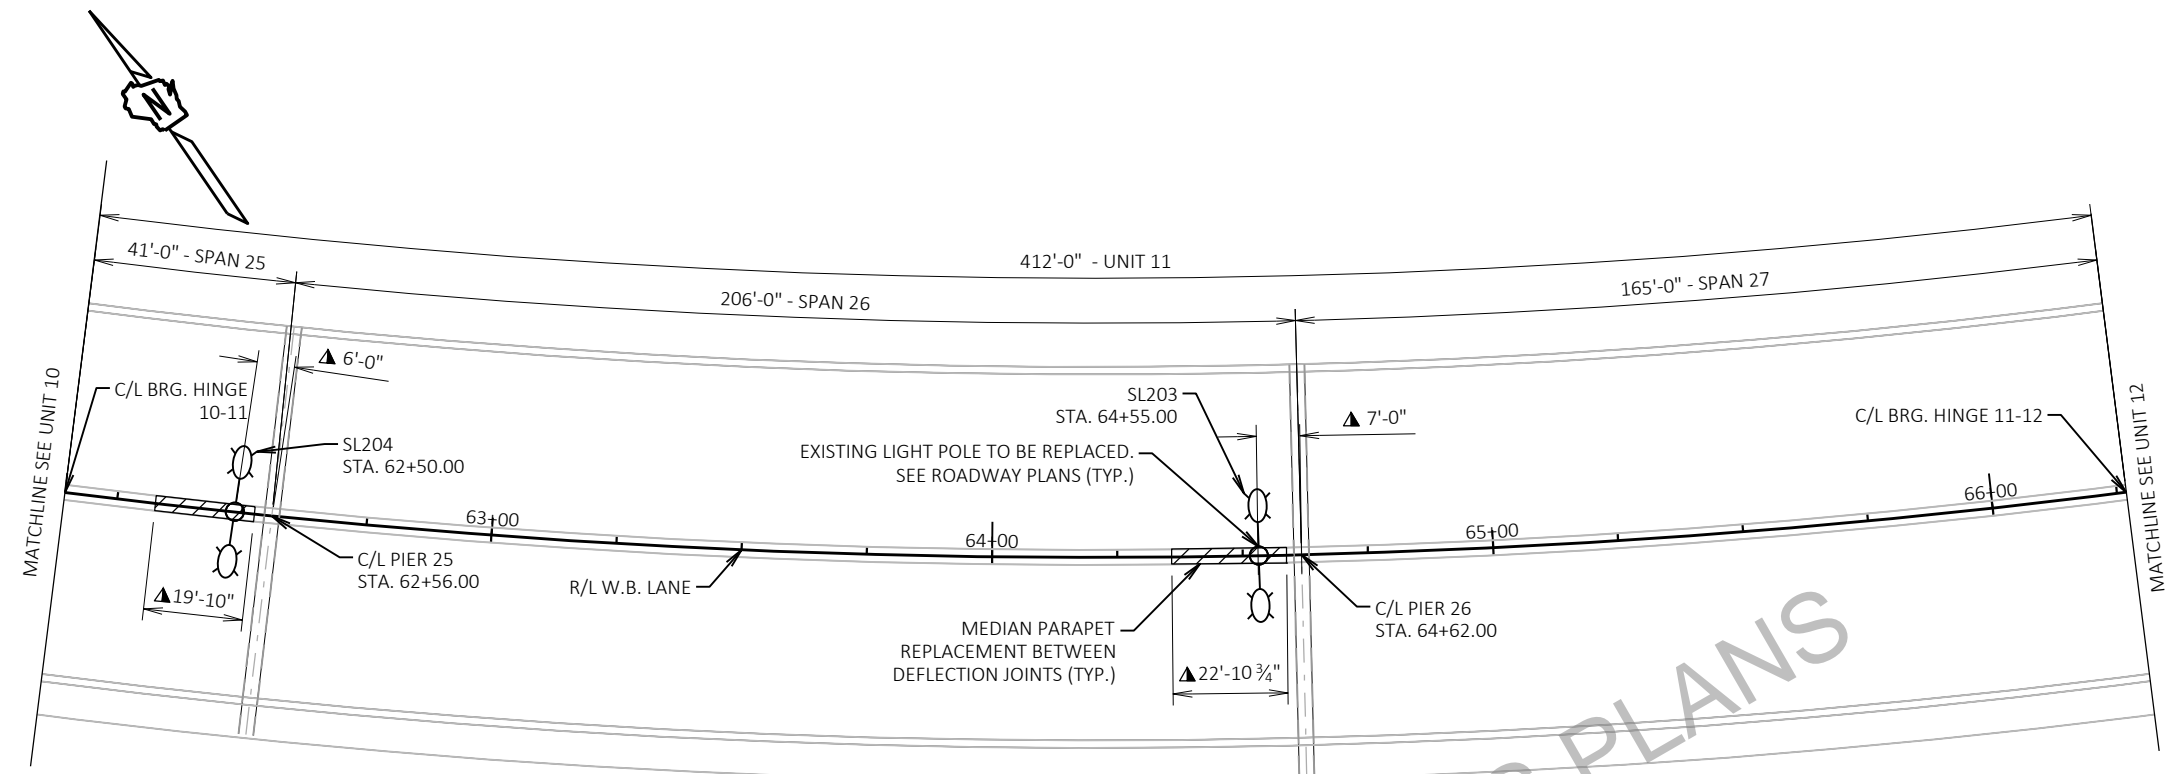 N
412'-0" - UNIT 11
41'-0" - SPAN 25
206'-0" - SPAN 26
165'-0" - SPAN 27
6'-0"
C/L BRG. HINGE
10-11
SL204
STA. 62+50.00
SL203
STA. 64+55.00
7'-0"
C/L BRG. HINGE 11-12
EXISTING LIGHT POLE TO BE REPLACED.
SEE ROADWAY PLANS (TYP.)
MATCHLINE SEE UNIT 10
MATCHLINE SEE UNIT 12
63+00
64+00
65+00
66+00
C/L PIER 25
STA. 62+56.00
R/L W.B. LANE
19'-10"
C/L PIER 26
STA. 64+62.00
MEDIAN PARAPET
REPLACEMENT BETWEEN
DEFLECTION JOINTS (TYP.)
22'-10 ¾"
S PLANS